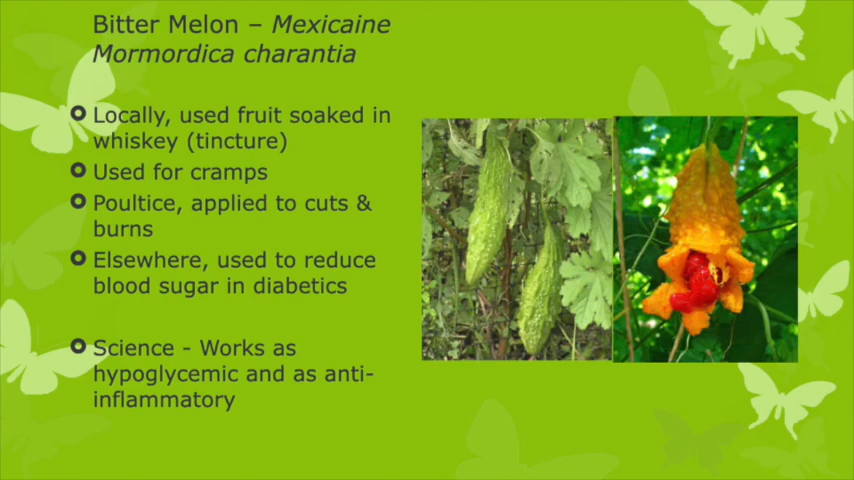 Bitter Melon – Mexicaine
Mormordica charantia
Locally, used fruit soaked in
whiskey (tincture)
Used for cramps
Poultice, applied to cuts &
burns
Elsewhere, used to reduce
blood sugar in diabetics
Science - Works as
hypoglycemic and as anti-
inflammatory